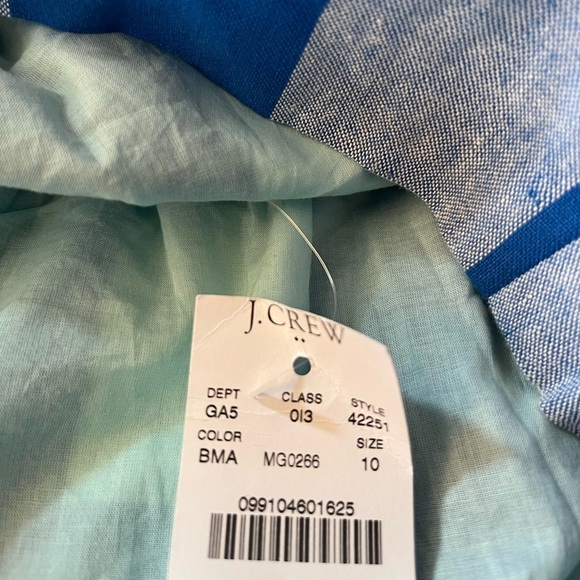 J.CREW
DEPT CLASS STYLE
GA5 013 42251
COLOR SIZE
BMA MG0266 10
099104601625